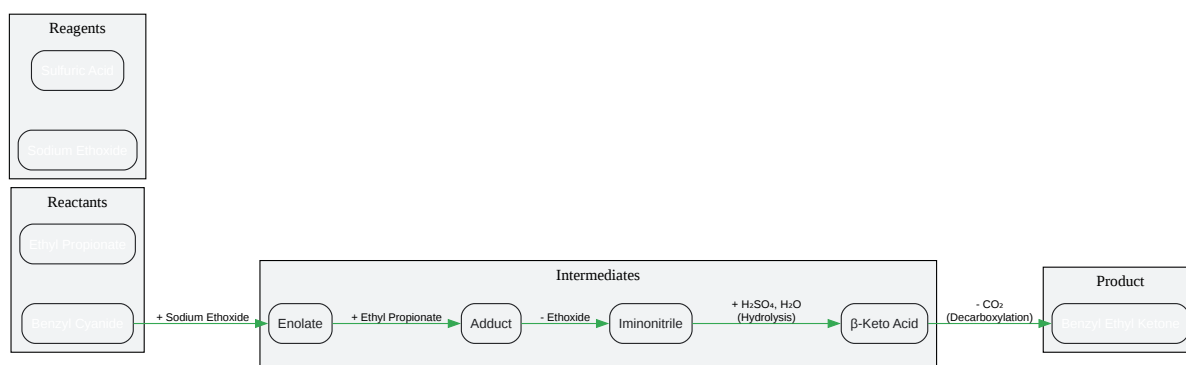 Reagents
Sulfuric Acid
Sodium Ethoxide
Reactants
Ethyl Propionate
Benzyl Cyanide
+ Sodium Ethoxide
Intermediates
Enolate
+ Ethyl Propionate
Adduct
- Ethoxide
Iminonitrile
+ H₂SO₄, H₂O
(Hydrolysis)
β-Keto Acid
- CO₂
(Decarboxylation)
Product
Benzyl Ethyl Ketone